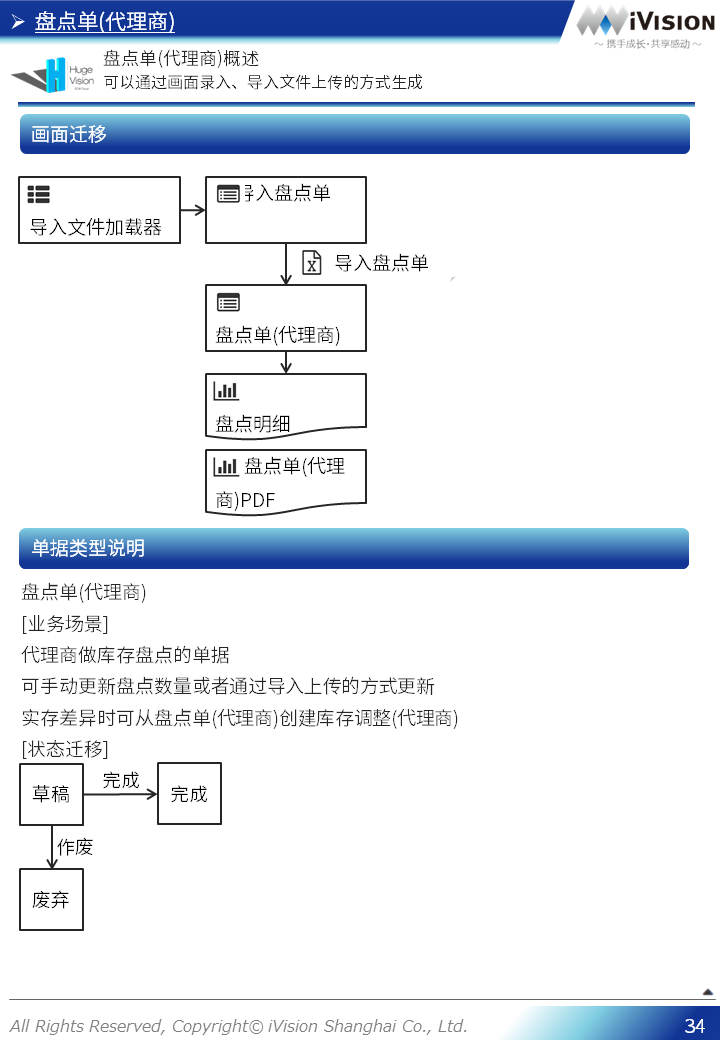 盘点单(代理商)
iVISION
～ 携手成长·共享感动 ～
Huge
Vision
盘点单(代理商)概述
可以通过画面录入、导入文件上传的方式生成
画面迁移
导入文件加载器
导入盘点单
X 导入盘点单
盘点单(代理商)
盘点明细
盘点单(代理
商)PDF
单据类型说明
盘点单(代理商)
[业务场景]
代理商做库存盘点的单据
可手动更新盘点数量或者通过导入上传的方式更新
实存差异时可从盘点单(代理商)创建库存调整(代理商)
[状态迁移]
草稿
完成
完成
作废
废弃
All Rights Reserved, Copyright© iVision Shanghai Co., Ltd.
34